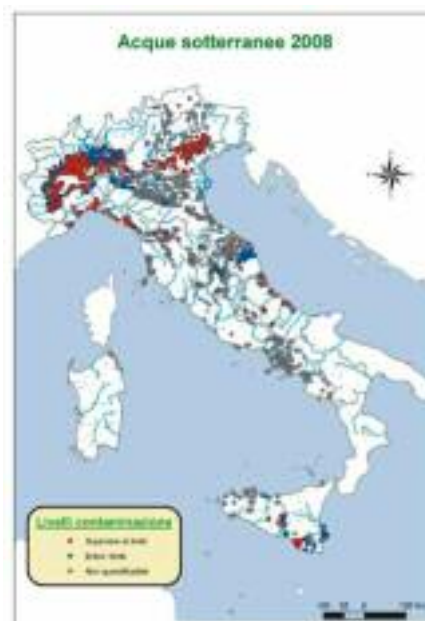 Acque sotterranee 2008
Livelli contaminazione
Superiore ai limiti
Entro i limiti
Non quantificabile